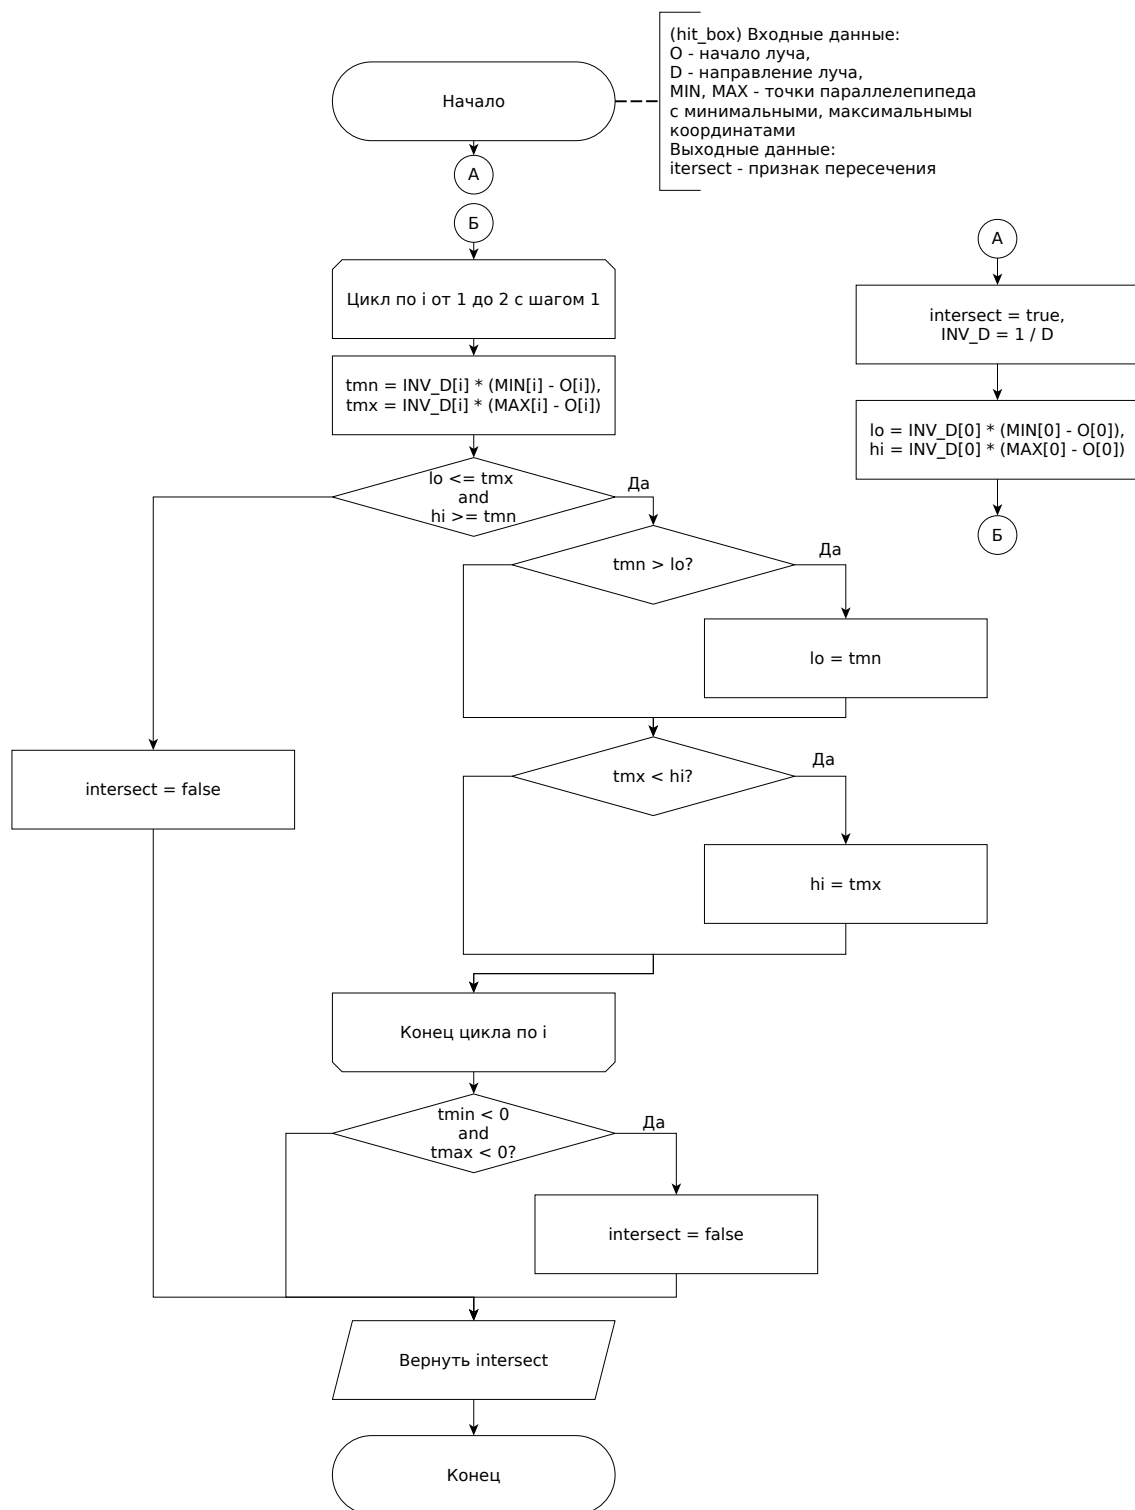 (hit_box) Входные данные:
O - начало луча,
D - направление луча,
MIN, MAX - точки параллелепипеда
с минимальными, максимальнымы
координатами
Выходные данные:
itersect - признак пересечения
Начало
А
Б
Цикл по i от 1 до 2 с шагом 1
tmn = INV_D[i] * (MIN[i] - O[i]),
tmx = INV_D[i] * (MAX[i] - O[i])
lo <= tmx
and
hi >= tmn
Да
tmn > lo?
Да
lo = tmn
tmx < hi?
Да
hi = tmx
intersect = false
Конец цикла по i
tmin < 0
and
tmax < 0?
Да
intersect = false
Вернуть intersect
Конец
А
intersect = true,
INV_D = 1 / D
lo = INV_D[0] * (MIN[0] - O[0]),
hi = INV_D[0] * (MAX[0] - O[0])
Б